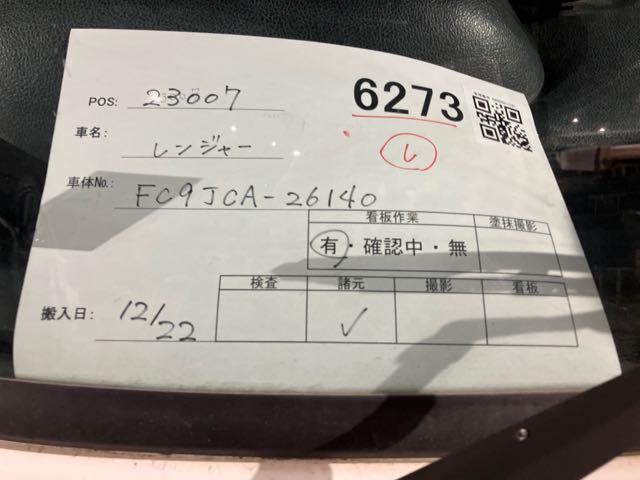 POS: 23007
6273
レ
車名: レンジャー
車体No.: FC9JCA-26140
看板作業 塗抹撮影
有・確認中・無
検査 諸元 撮影 看板
搬入日: 12/22 ✓